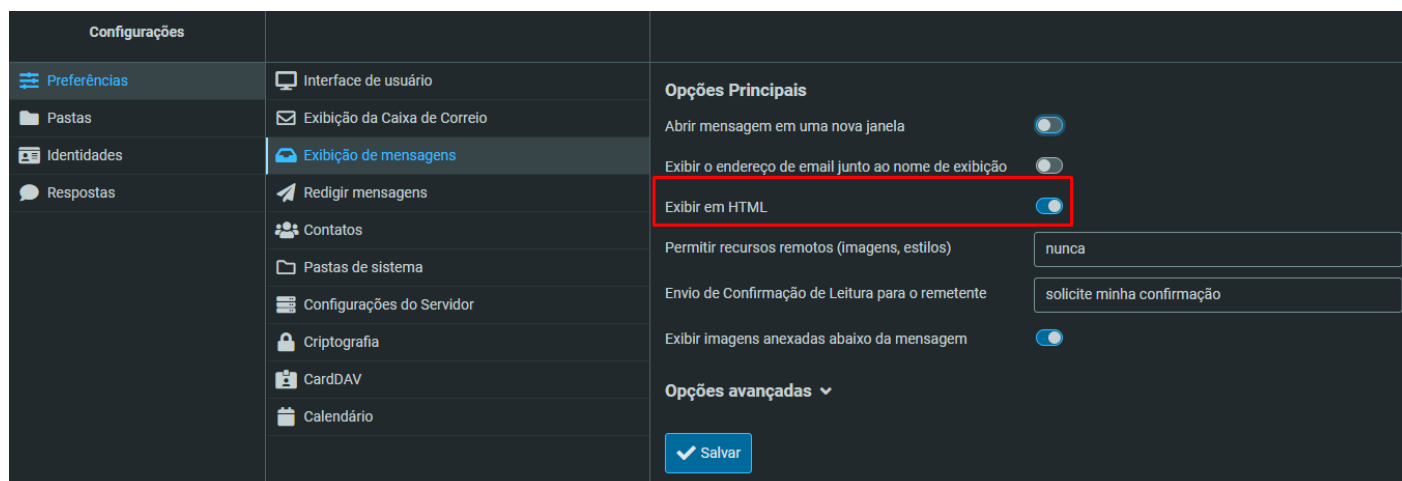 Configurações
Preferências
Pastas
Identidades
Respostas
Interface de usuário
Exibição da Caixa de Correio
Exibição de mensagens
Redigir mensagens
Contatos
Pastas de sistema
Configurações do Servidor
Criptografia
CardDAV
Calendário
Opções Principais
Abrir mensagem em uma nova janela
Exibir o endereço de email junto ao nome de exibição
Exibir em HTML
Permitir recursos remotos (imagens, estilos) nunca
Envio de Confirmação de Leitura para o remetente solicite minha confirmação
Exibir imagens anexadas abaixo da mensagem
Opções avançadas
Salvar